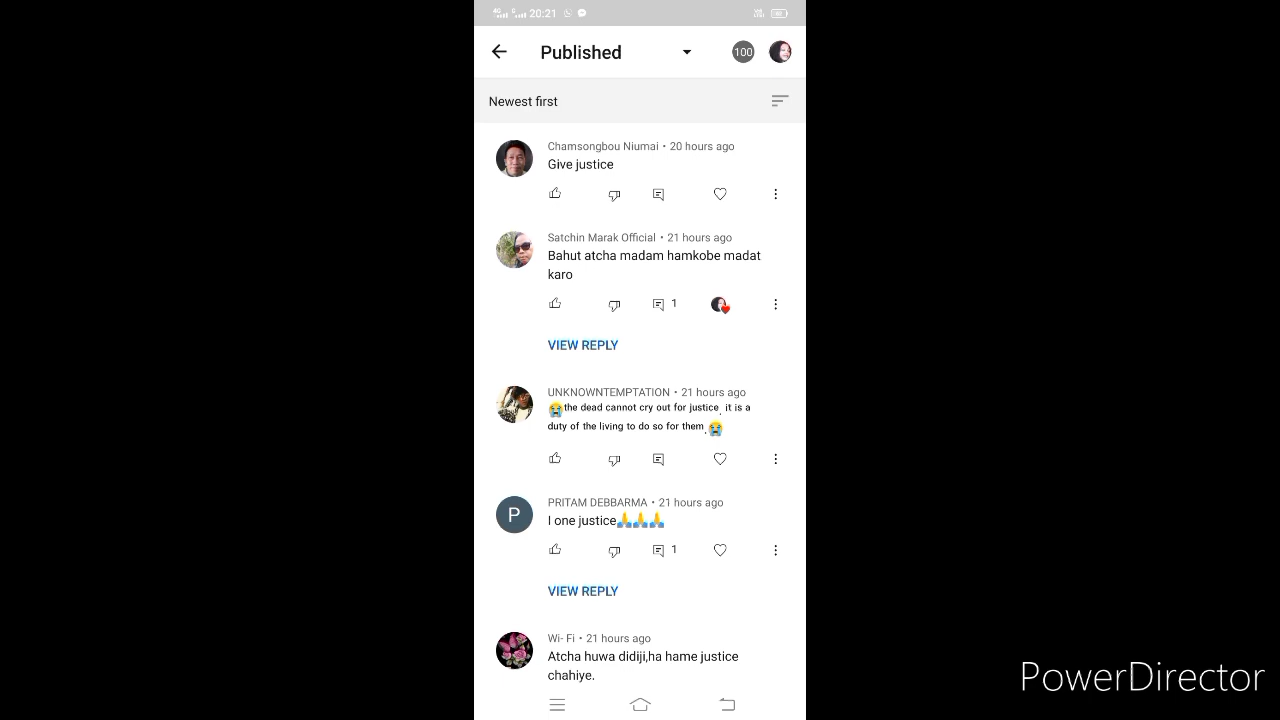 4G 20:21
Published
100
Newest first
Chamsongbou Niumai • 20 hours ago
Give justice
Satchin Marak Official • 21 hours ago
Bahut atcha madam hamkobe madat
karo
1
VIEW REPLY
UNKNOWNTEMPTATION • 21 hours ago
😭the dead cannot cry out for justice, it is a
duty of the living to do so for them.😭
PRITAM DEBBARMA • 21 hours ago
P
I one justice🙏🙏🙏
1
VIEW REPLY
Wi- Fi • 21 hours ago
Atcha huwa didiji,ha hame justice
chahiye.
PowerDirector